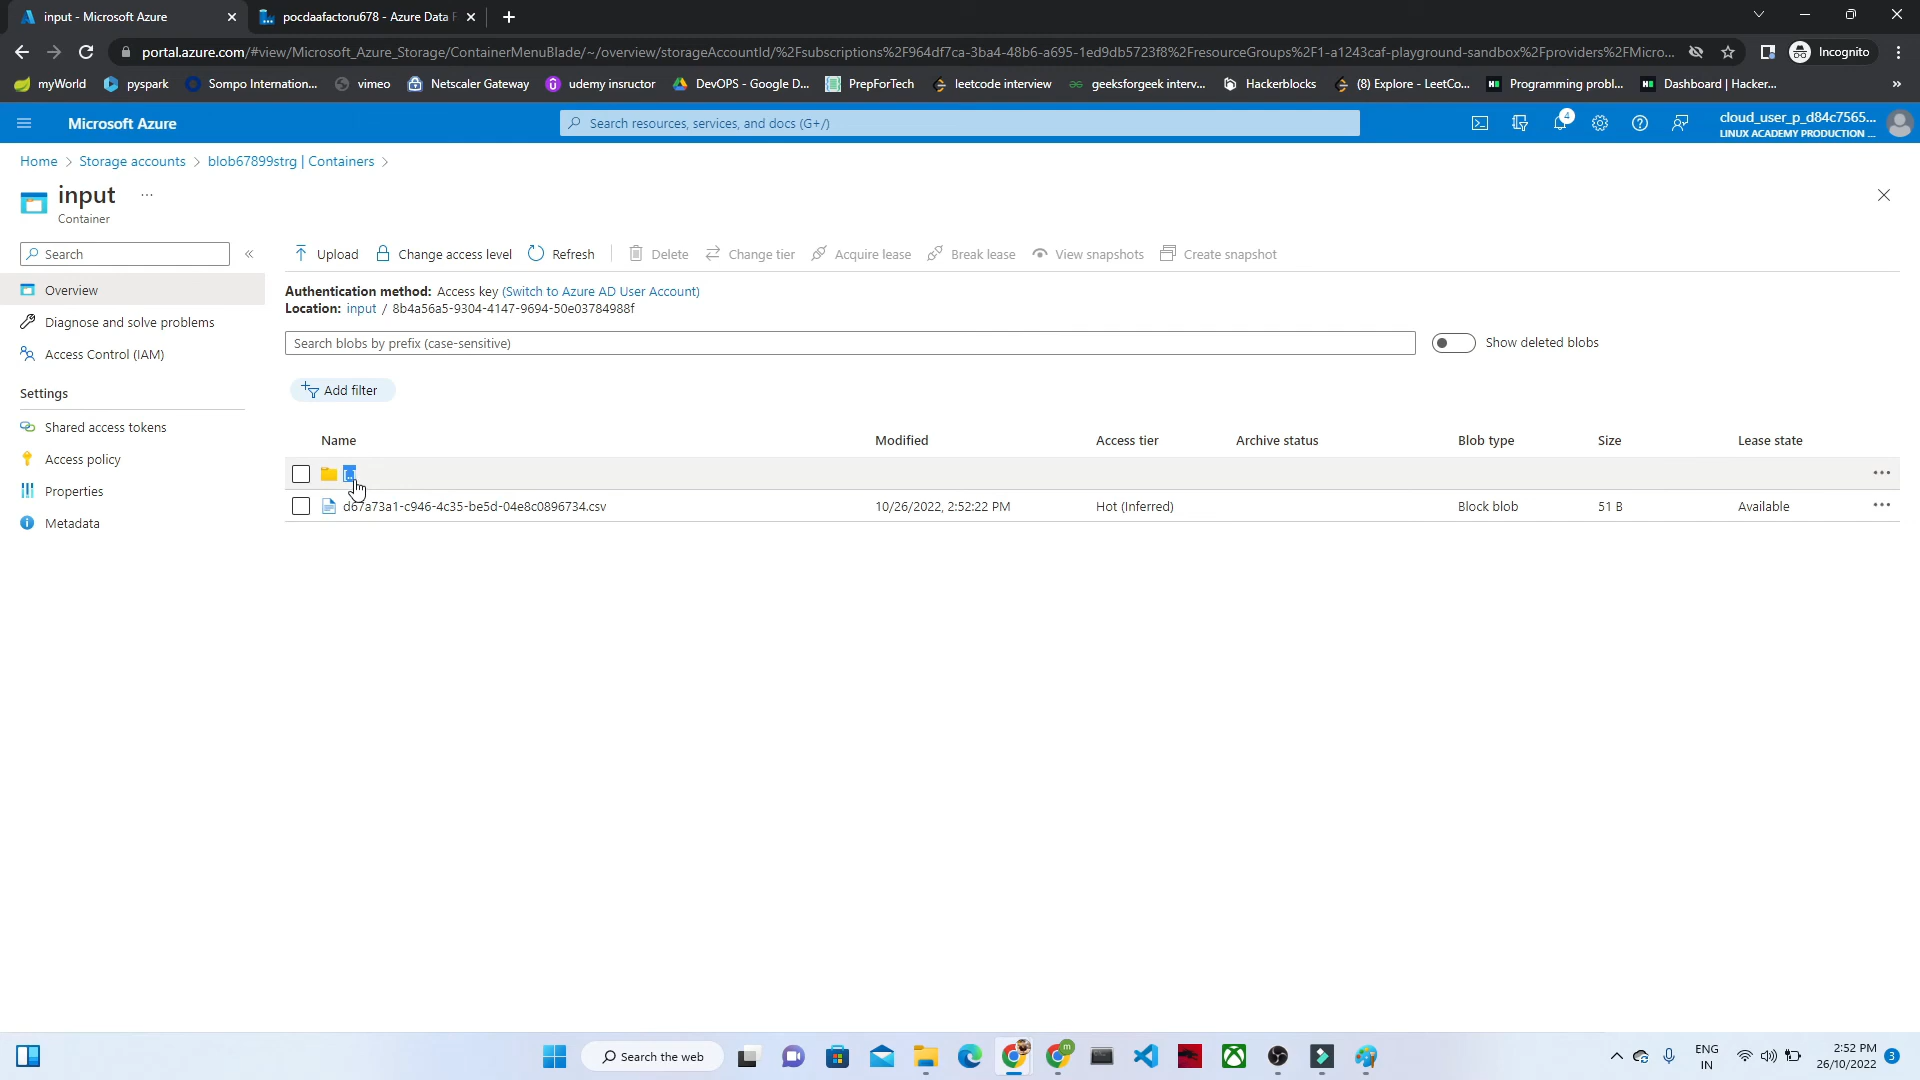 input - Microsoft Azure
pocdaafactoru678 - Azure Data F
portal.azure.com/#view/Microsoft_Azure_Storage/ContainerMenuBlade/~/overview/storageAccountId/%2Fsubscriptions%2F964df7ca-3ba4-48b6-a695-1ed9db5723f8%2FresourceGroups%2F1-a1243caf-playground-sandbox%2Fproviders%2FMicro...
Incognito
myWorld
pyspark
Sompo Internation...
vimeo
Netscaler Gateway
udemy insructor
DevOPS - Google D...
PrepForTech
leetcode interview
geeksforgeek interv...
Hackerblocks
(8) Explore - LeetCo...
Programming probl...
Dashboard | Hacker...
Microsoft Azure
Search resources, services, and docs (G+/)
4
cloud_user_p_d84c7565...
LINUX ACADEMY PRODUCTION ...
Home > Storage accounts > blob67899strg | Containers >
input ...
Container
Search
Upload
Change access level
Refresh
Delete
Change tier
Acquire lease
Break lease
View snapshots
Create snapshot
Overview
Diagnose and solve problems
Access Control (IAM)
Settings
Shared access tokens
Access policy
Properties
Metadata
Authentication method: Access key (Switch to Azure AD User Account)
Location: input / 8b4a56a5-9304-4147-9694-50e03784988f
Search blobs by prefix (case-sensitive)
Show deleted blobs
Add filter
Name Modified Access tier Archive status Blob type Size Lease state
[..]
d67a73a1-c946-4c35-be5d-04e8c0896734.csv 10/26/2022, 2:52:22 PM Hot (Inferred) Block blob 51 B Available
Search the web
ENG
IN
2:52 PM
26/10/2022
3